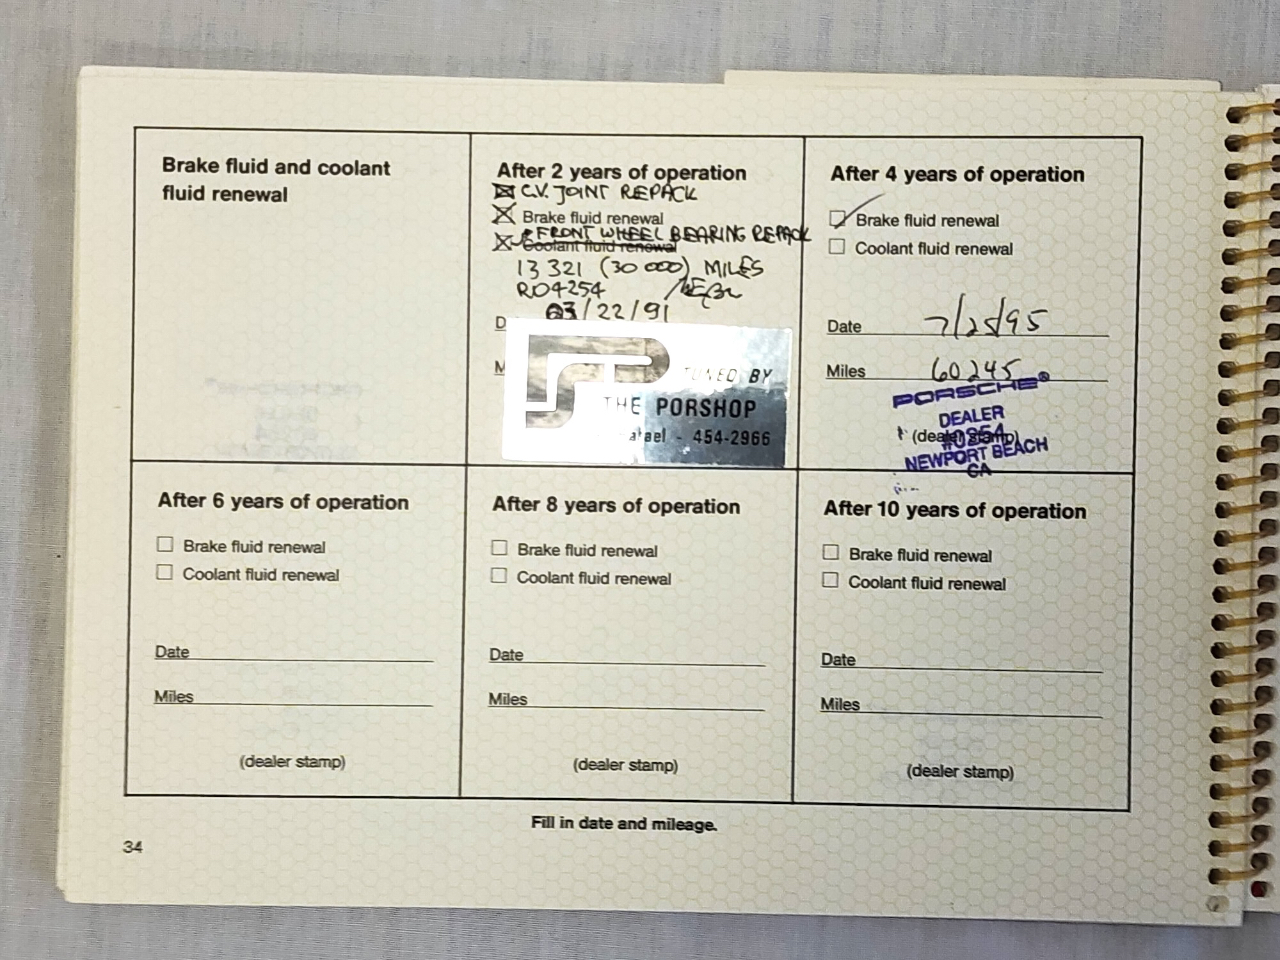 Brake fluid and coolant
fluid renewal
After 2 years of operation
C.V. JOINT REPACK
Brake fluid renewal
FRONT WHEEL BEARING REPACK
Coolant fluid renewal
13 321 (30 000) MILES
RO4254
03/22/91
D
M
TUNED BY
THE PORSHOP
afael - 454-2966
After 4 years of operation
Brake fluid renewal
Coolant fluid renewal
Date 7/25/95
Miles 60245
PORSCHE®
DEALER
(dealer stamp)
NEWPORT BEACH
CA
After 6 years of operation
Brake fluid renewal
Coolant fluid renewal
Date
Miles
(dealer stamp)
After 8 years of operation
Brake fluid renewal
Coolant fluid renewal
Date
Miles
(dealer stamp)
After 10 years of operation
Brake fluid renewal
Coolant fluid renewal
Date
Miles
(dealer stamp)
Fill in date and mileage.
34